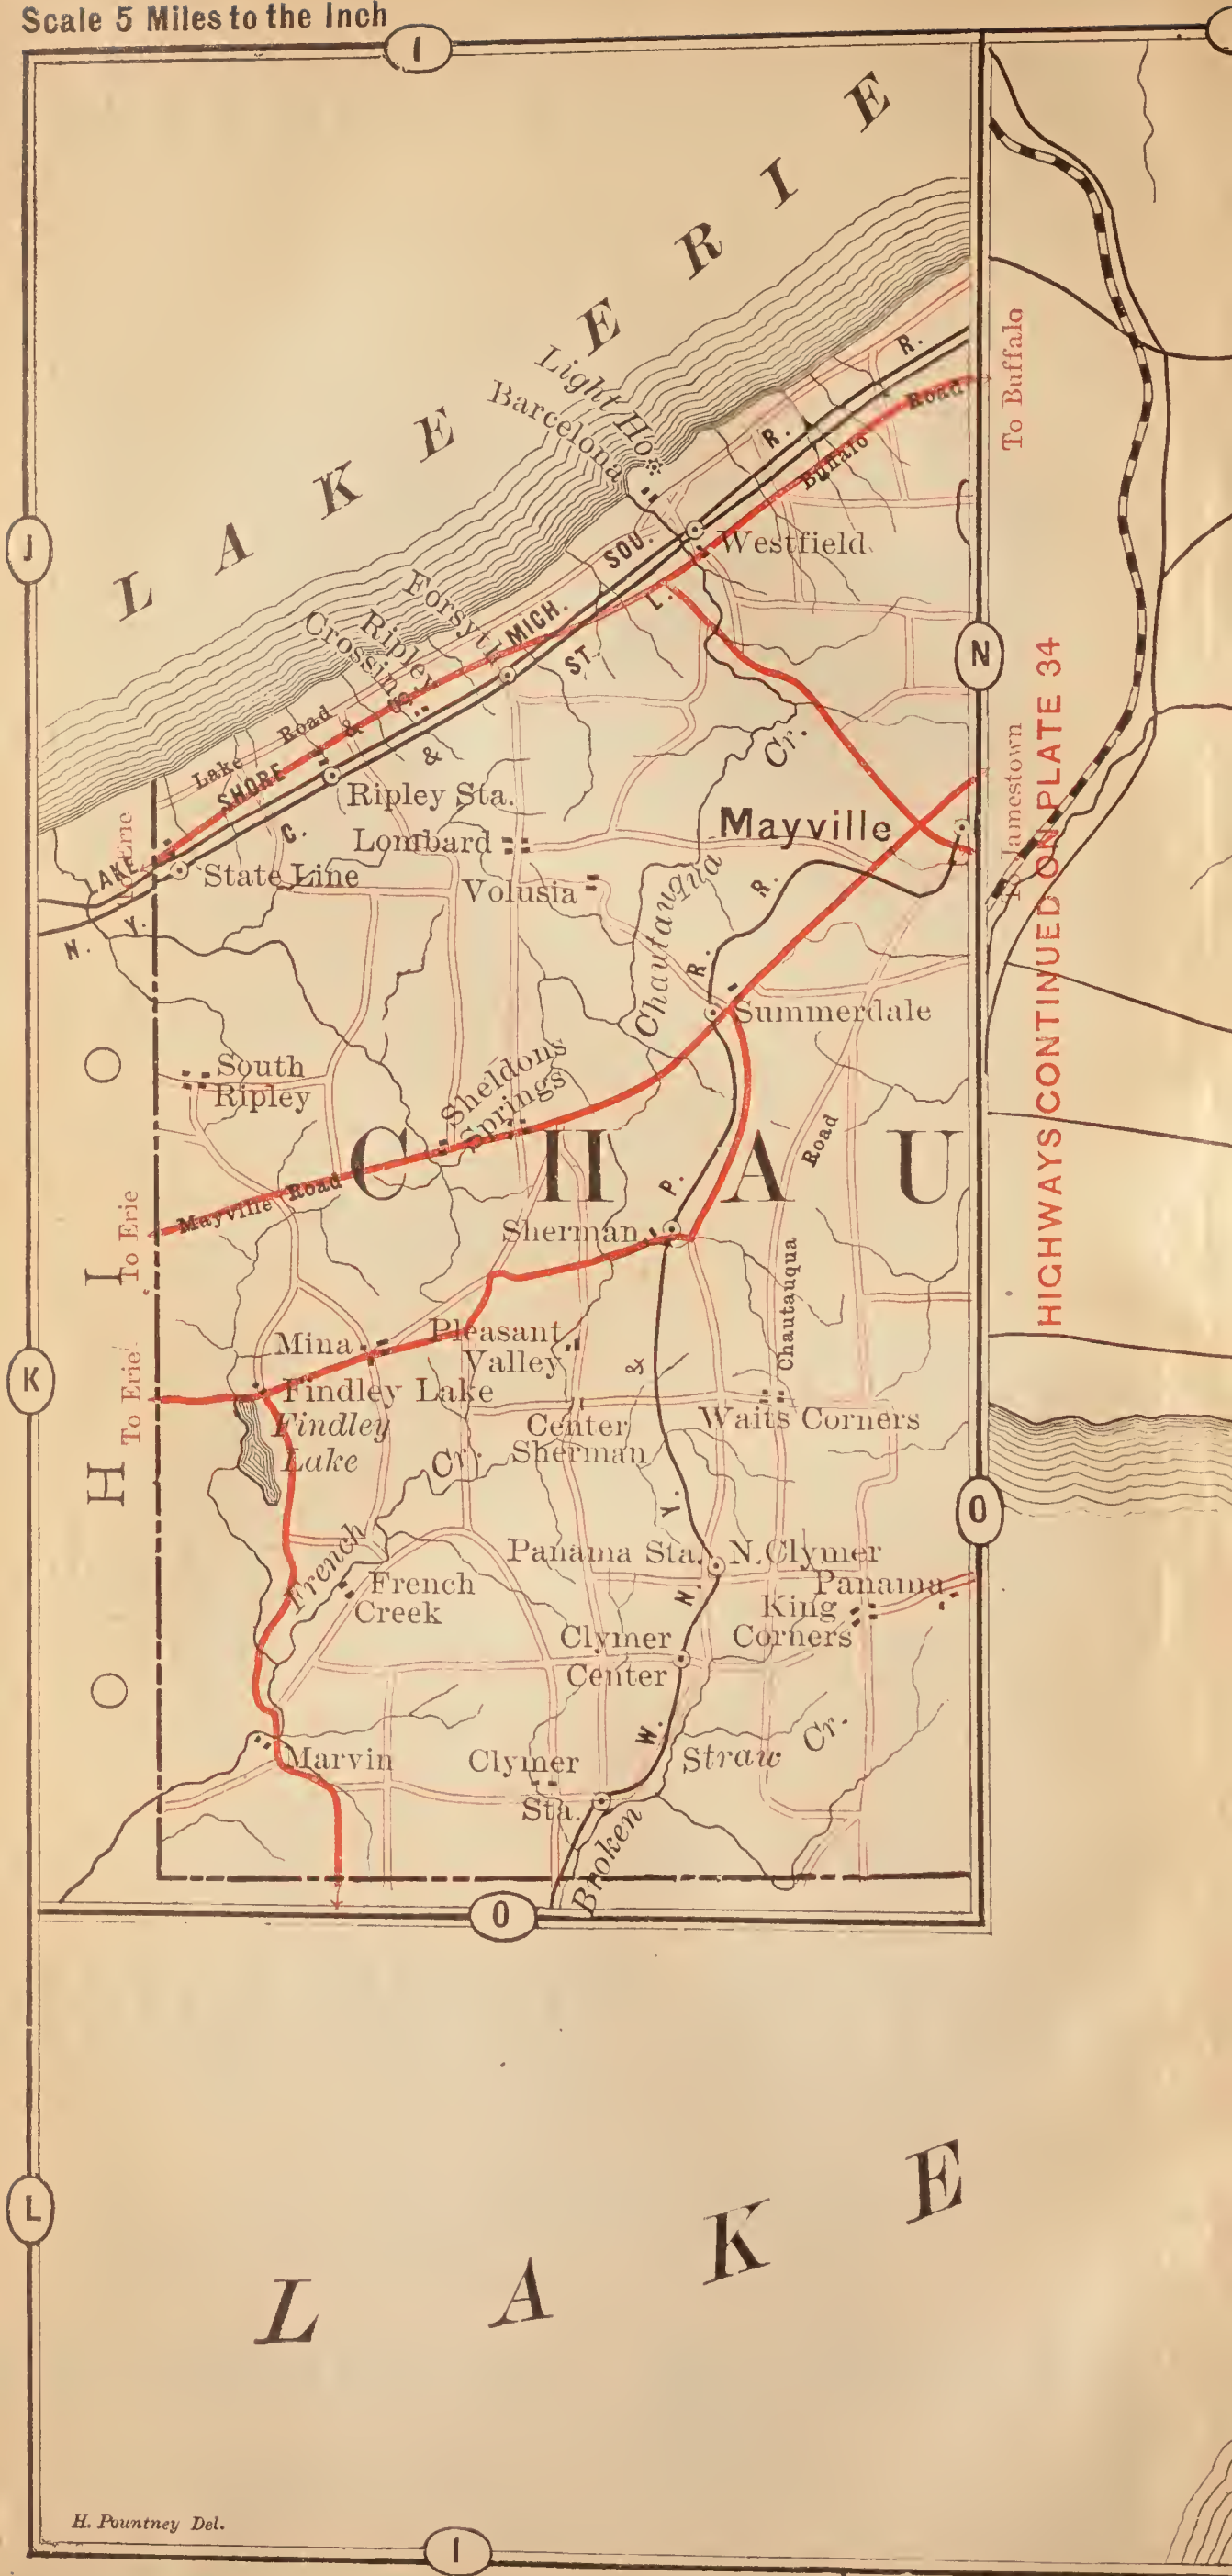 Scale 5 Miles to the Inch
I
LAKE ERIE
Light Ho.
Barcelona
R.
R.
Buffalo Road
To Buffalo
J
Westfield
SOU.
MICH.
L.
ST.
&
Forsyt
Ripley
Crossing
N
Lake Road
LAKE SHORE &
Ripley Sta.
Cr.
Mayville
To Jamestown
C.
Lombard
Volusia
State Line
N. Y.
Chautauqua
R.
R.
HIGHWAYS CONTINUED ON PLATE 34
Summerdale
South
Ripley
Sheldons
Springs
CHAU
Road
Mayville Road
To Erie
P.
Sherman
Chautauqua
OHIO
Mina
Pleasant
Valley
&
K
To Erie
Findley Lake
Findley
Lake
Center
Sherman
Waits Corners
Cr.
Y.
O
French
Panama Sta.
N. Clymer
French
Creek
N.
Panama
King
Corners
Clymer
Center
W.
Marvin
Clymer
Sta.
Broken Straw Cr.
O
L
LAKE
H. Pountney Del.
I